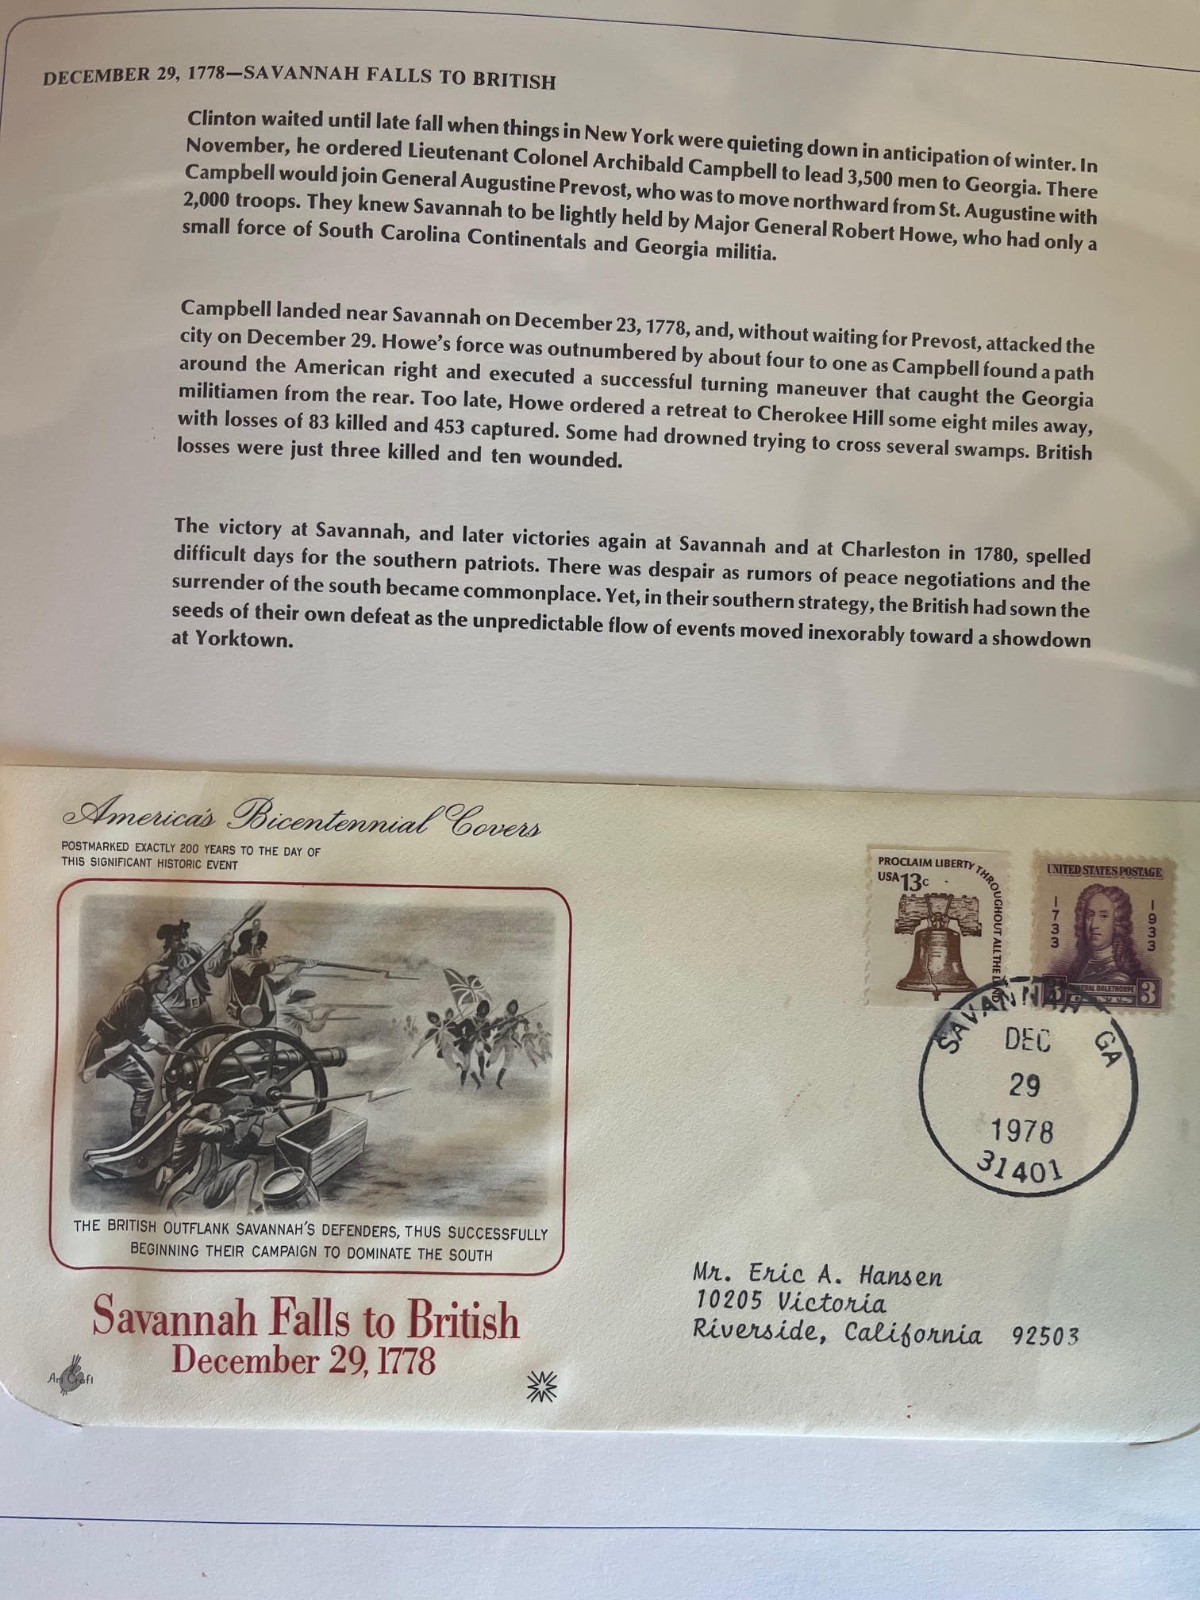 DECEMBER 29, 1778—SAVANNAH FALLS TO BRITISH
Clinton waited until late fall when things in New York were quieting down in anticipation of winter. In
November, he ordered Lieutenant Colonel Archibald Campbell to lead 3,500 men to Georgia. There
Campbell would join General Augustine Prevost, who was to move northward from St. Augustine with
2,000 troops. They knew Savannah to be lightly held by Major General Robert Howe, who had only a
small force of South Carolina Continentals and Georgia militia.
Campbell landed near Savannah on December 23, 1778, and, without waiting for Prevost, attacked the
city on December 29. Howe's force was outnumbered by about four to one as Campbell found a path
around the American right and executed a successful turning maneuver that caught the Georgia
militiamen from the rear. Too late, Howe ordered a retreat to Cherokee Hill some eight miles away,
with losses of 83 killed and 453 captured. Some had drowned trying to cross several swamps. British
losses were just three killed and ten wounded.
The victory at Savannah, and later victories again at Savannah and at Charleston in 1780, spelled
difficult days for the southern patriots. There was despair as rumors of peace negotiations and the
surrender of the south became commonplace. Yet, in their southern strategy, the British had sown the
seeds of their own defeat as the unpredictable flow of events moved inexorably toward a showdown
at Yorktown.
America's Bicentennial Covers
POSTMARKED EXACTLY 200 YEARS TO THE DAY OF
THIS SIGNIFICANT HISTORIC EVENT
PROCLAIM LIBERTY THROUGHOUT ALL THE LAND
USA 13c
UNITED STATES POSTAGE
1733
1933
GENERAL OGLETHORPE
3 3
SAVANNAH GA
DEC
29
1978
31401
THE BRITISH OUTFLANK SAVANNAH'S DEFENDERS, THUS SUCCESSFULLY
BEGINNING THEIR CAMPAIGN TO DOMINATE THE SOUTH
Savannah Falls to British
December 29, 1778
Art Craft
Mr. Eric A. Hansen
10205 Victoria
Riverside, California 92503